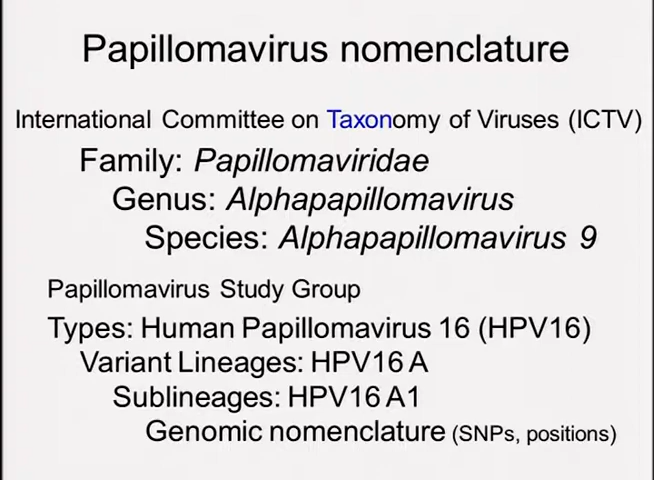 Papillomavirus nomenclature
International Committee on Taxonomy of Viruses (ICTV)
Family: Papillomaviridae
Genus: Alphapapillomavirus
Species: Alphapapillomavirus 9
Papillomavirus Study Group
Types: Human Papillomavirus 16 (HPV16)
Variant Lineages: HPV16 A
Sublineages: HPV16 A1
Genomic nomenclature (SNPs, positions)